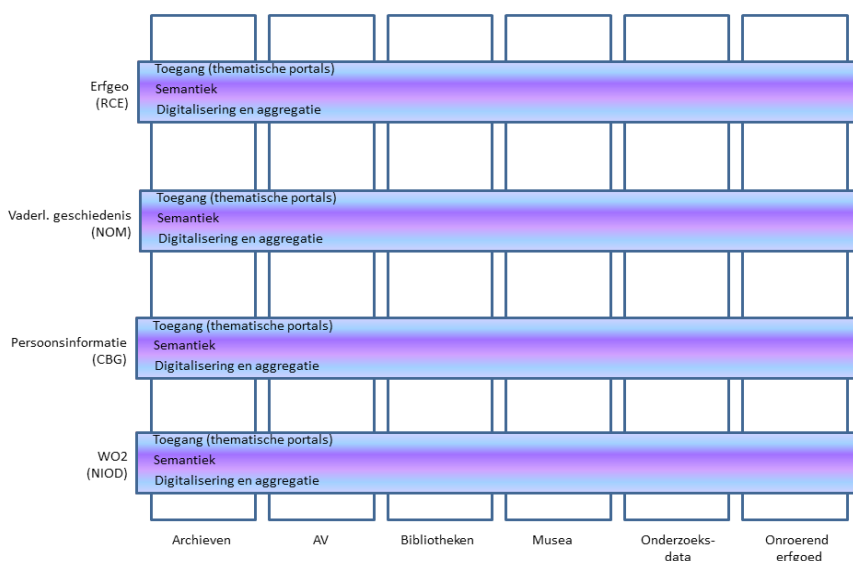 Toegang (thematische portals)
Erfgeo
(RCE)
Semantiek
Digitalisering en aggregatie
Toegang (thematische portals)
Vaderl. geschiedenis
(NOM)
Semantiek
Digitalisering en aggregatie
Toegang (thematische portals)
Persoonsinformatie
(CBG)
Semantiek
Digitalisering en aggregatie
Toegang (thematische portals)
WO2
(NIOD)
Semantiek
Digitalisering en aggregatie
Archieven
AV
Bibliotheken
Musea
Onderzoeks-
data
Onroerend
erfgoed